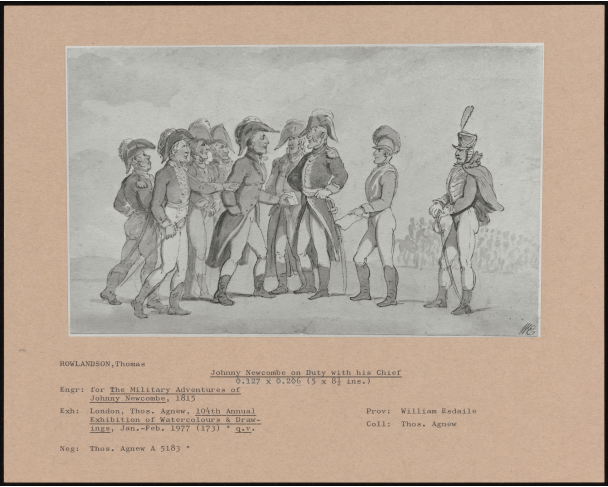 ROWLANDSON,Thomas
Johnny Newcombe on Duty with his Chief
0.127 x 0.206 (5 x 8½ ins.)
Engr: for The Military Adventures of
Johnny Newcombe, 1815
Exh: London, Thos. Agnew, 104th Annual
Exhibition of Watercolours & Draw-
ings, Jan.-Feb. 1977 (173) * q.v.
Prov: William Esdaile
Coll: Thos. Agnew
Neg: Thos. Agnew A 5183 *
WE